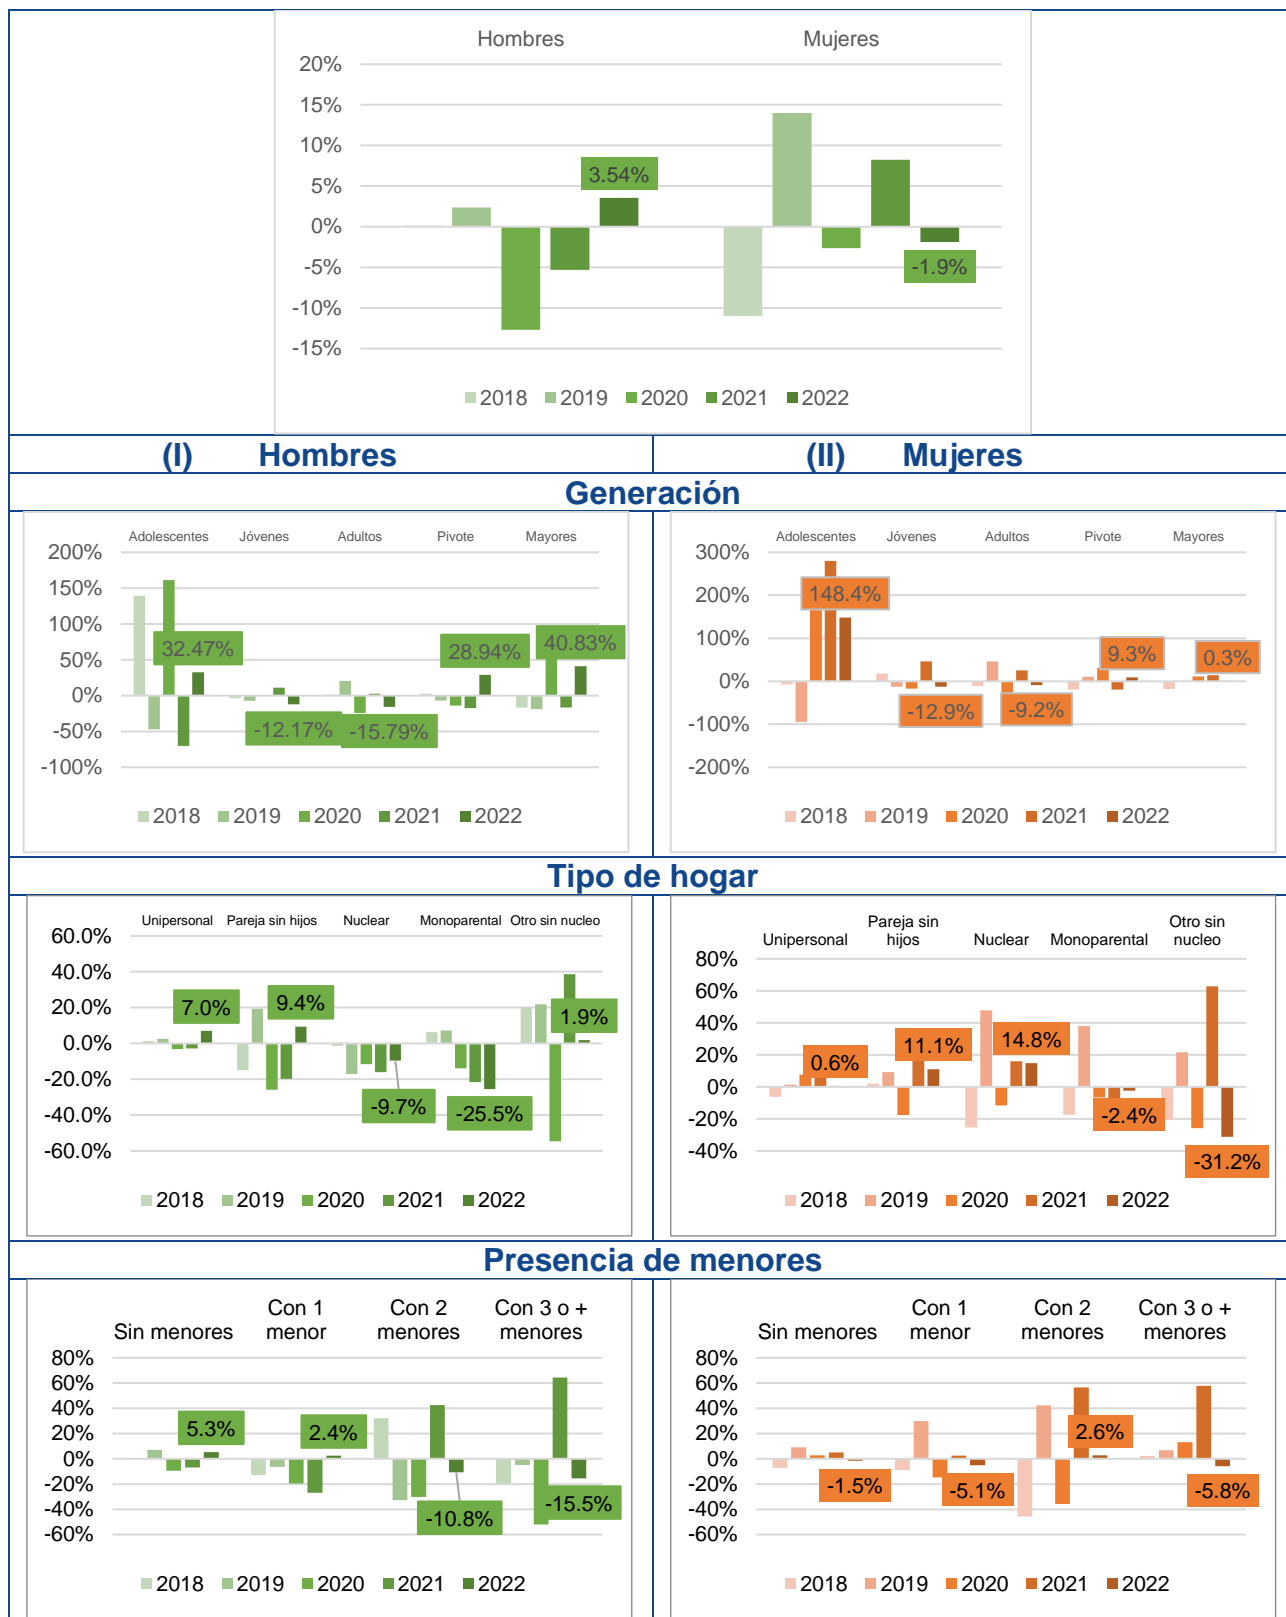 Hombres Mujeres
20%
15%
10%
5%
0%
-5%
-10%
-15%
3.54%
-1.9%
2018 2019 2020 2021 2022
(I) Hombres
(II) Mujeres
Generación
Adolescentes Jóvenes Adultos Pivote Mayores
200%
150%
100%
50%
0%
-50%
-100%
32.47%
-12.17%
-15.79%
28.94%
40.83%
2018 2019 2020 2021 2022
Adolescentes Jóvenes Adultos Pivote Mayores
300%
200%
100%
0%
-100%
-200%
148.4%
-12.9%
-9.2%
9.3%
0.3%
2018 2019 2020 2021 2022
Tipo de hogar
Unipersonal Pareja sin hijos Nuclear Monoparental Otro sin nucleo
60.0%
40.0%
20.0%
0.0%
-20.0%
-40.0%
-60.0%
7.0%
9.4%
-9.7%
-25.5%
1.9%
2018 2019 2020 2021 2022
Unipersonal
Pareja sin
hijos
Nuclear
Monoparental
Otro sin
nucleo
80%
60%
40%
20%
0%
-20%
-40%
0.6%
11.1%
14.8%
-2.4%
-31.2%
2018 2019 2020 2021 2022
Presencia de menores
Sin menores
Con 1
menor
Con 2
menores
Con 3 o +
menores
80%
60%
40%
20%
0%
-20%
-40%
-60%
5.3%
2.4%
-10.8%
-15.5%
2018 2019 2020 2021 2022
Sin menores
Con 1
menor
Con 2
menores
Con 3 o +
menores
80%
60%
40%
20%
0%
-20%
-40%
-60%
-1.5%
-5.1%
2.6%
-5.8%
2018 2019 2020 2021 2022